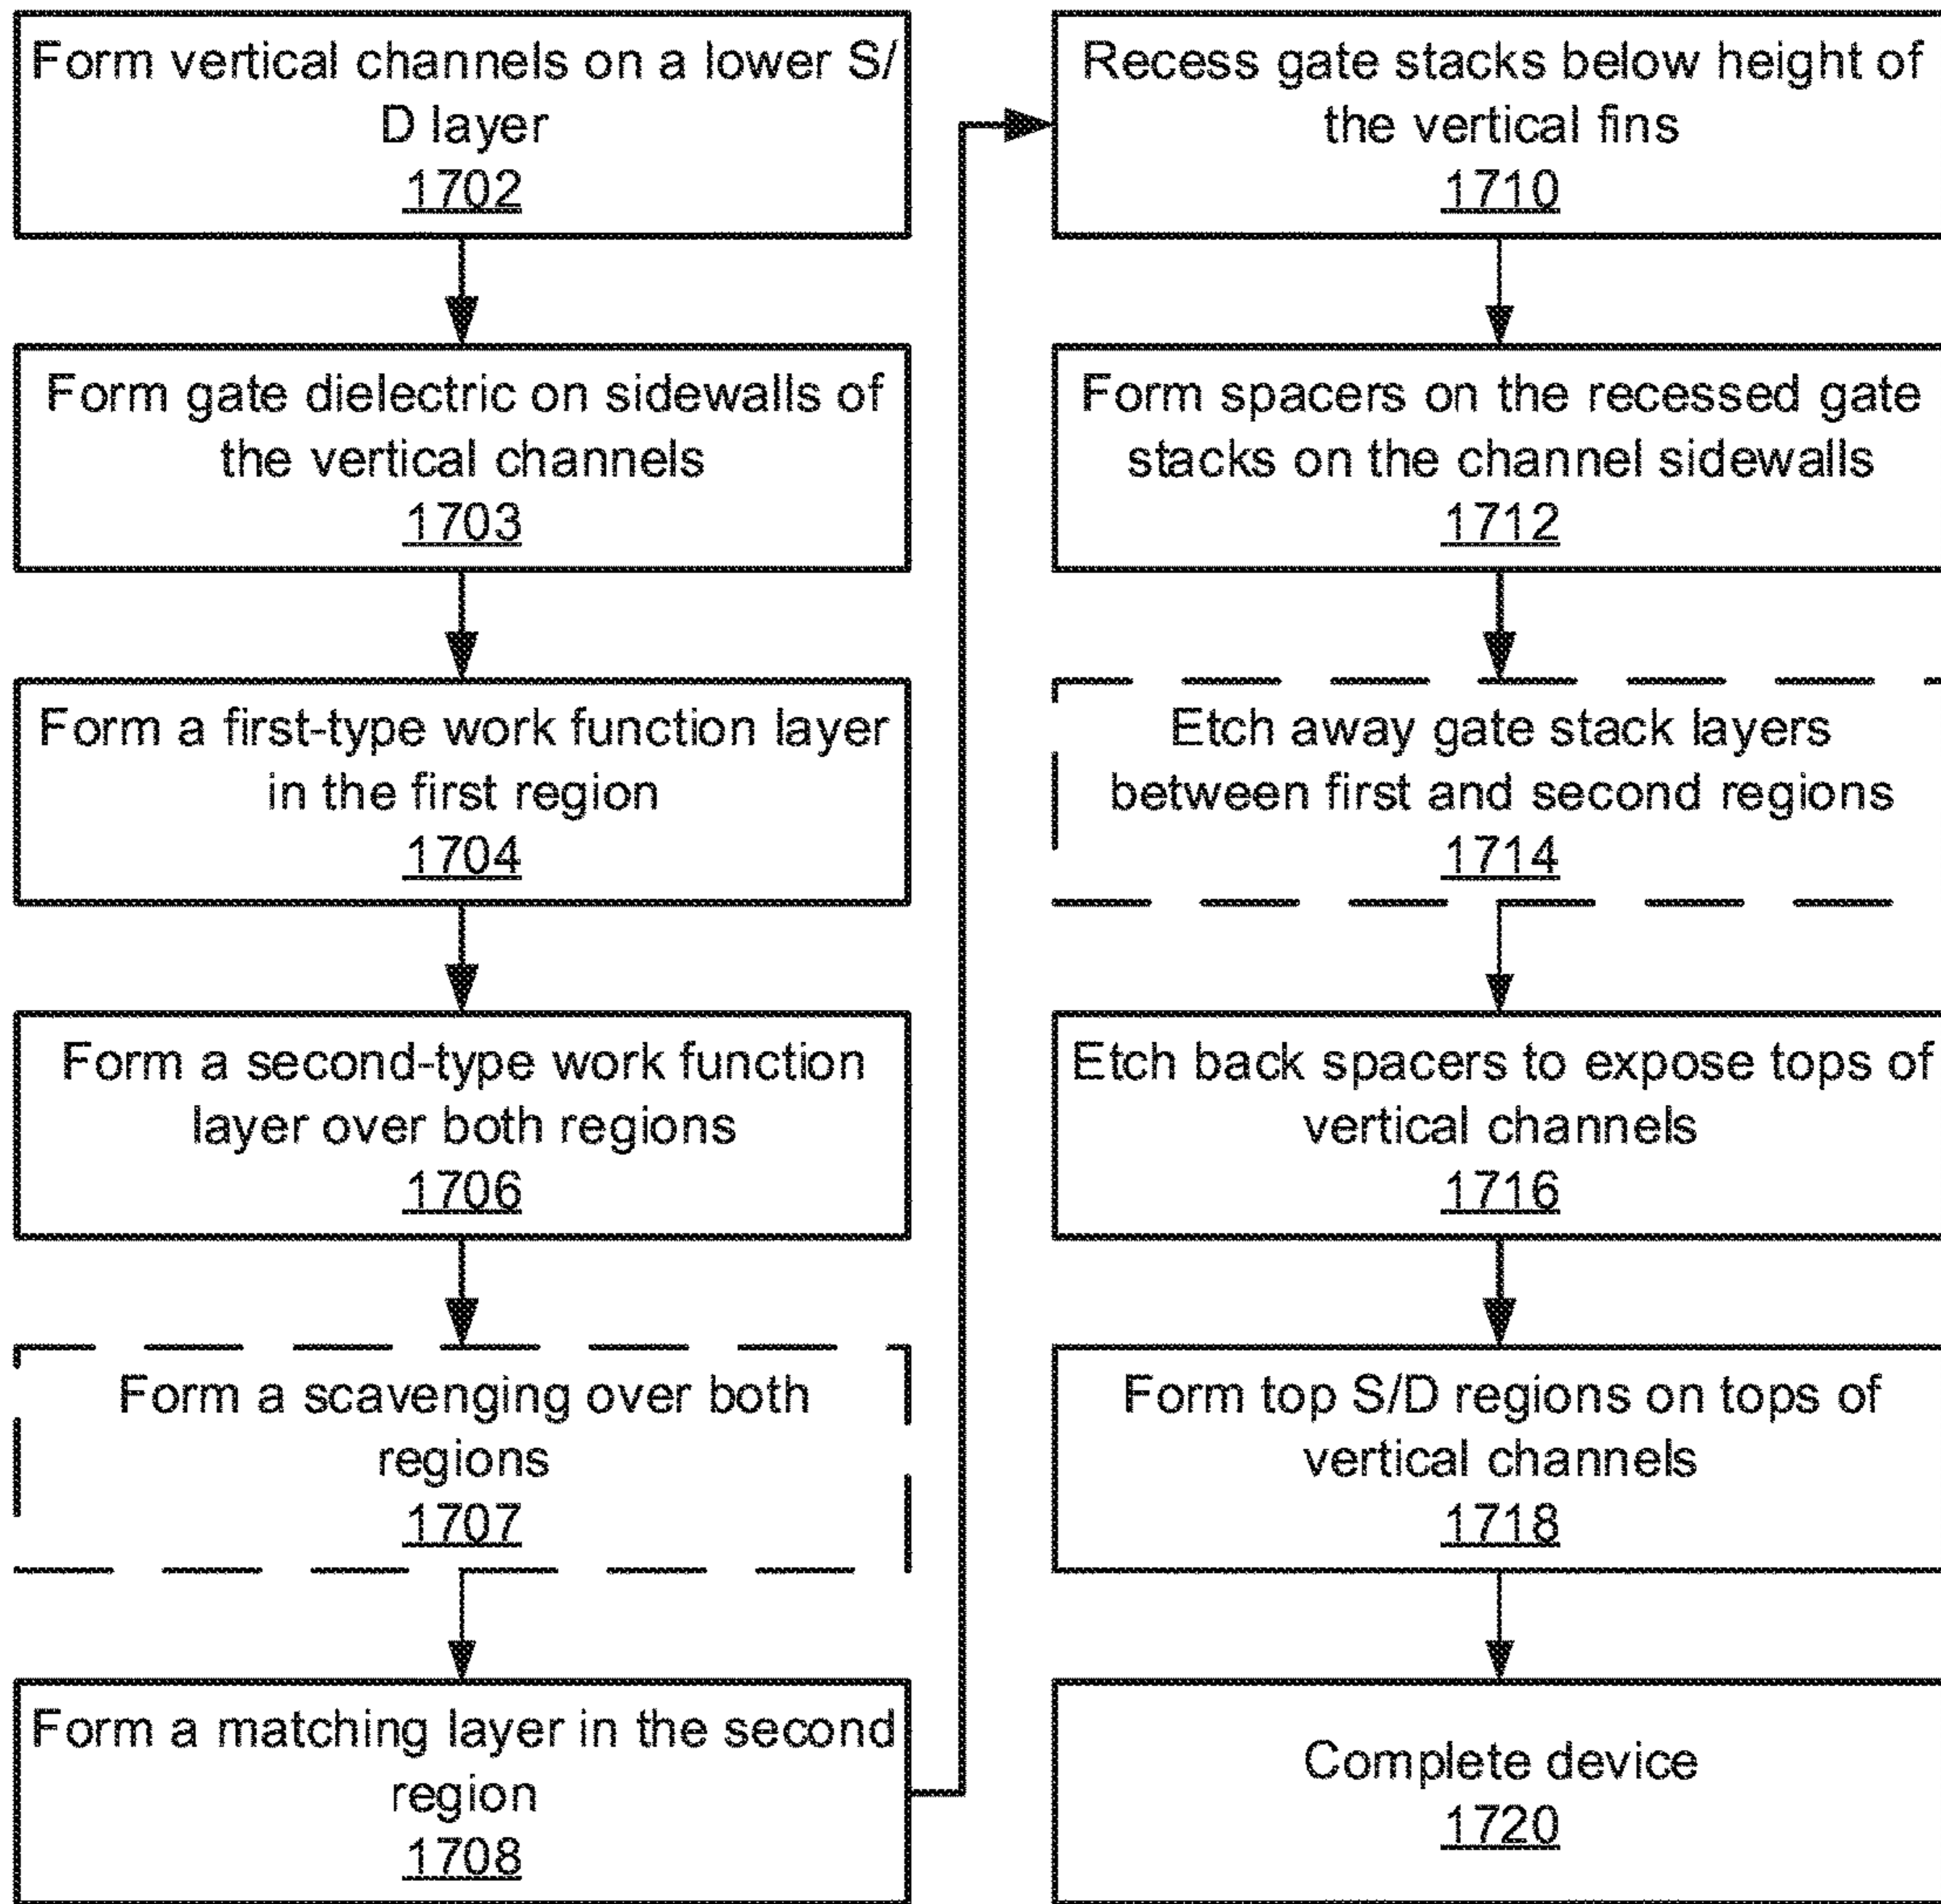 Form vertical channels on a lower S/
D layer
1702
Form gate dielectric on sidewalls of
the vertical channels
1703
Form a first-type work function layer
in the first region
1704
Form a second-type work function
layer over both regions
1706
Form a scavenging over both
regions
1707
Form a matching layer in the second
region
1708
Recess gate stacks below height of
the vertical fins
1710
Form spacers on the recessed gate
stacks on the channel sidewalls
1712
Etch away gate stack layers
between first and second regions
1714
Etch back spacers to expose tops of
vertical channels
1716
Form top S/D regions on tops of
vertical channels
1718
Complete device
1720